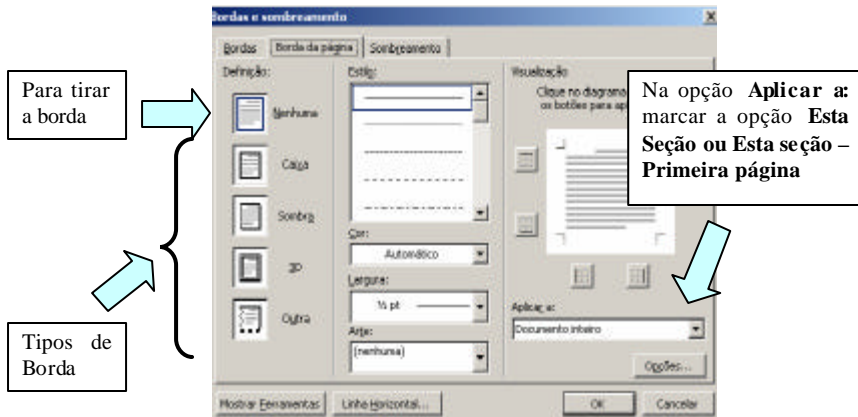 Bordas e sombreamento
Bordas Borda da página Sombreamento
Definição:
Nenhuma
Caixa
Sombra
3D
Outra
Estilo:
Cor:
Automático
Largura:
½ pt
Arte:
(nenhuma)
Visualização
Clique no diagrama
os botões para
Aplicar a:
Documento inteiro
Opções...
Mostrar Ferramentas
Linha Horizontal...
OK
Cancelar
Para tirar
a borda
Tipos de
Borda
Na opção Aplicar a:
marcar a opção Esta
Seção ou Esta seção –
Primeira página